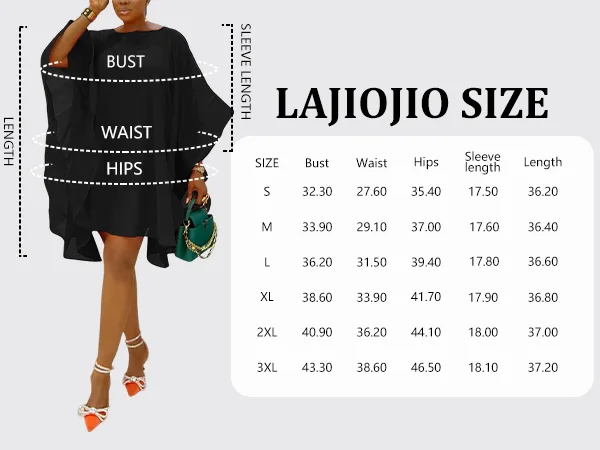 LAJIOJIO SIZE
BUST
WAIST
HIPS
LENGTH
SLEEVE LENGTH
SIZE Bust Waist Hips Sleeve length Length
S 32.30 27.60 35.40 17.50 36.20
M 33.90 29.10 37.00 17.60 36.40
L 36.20 31.50 39.40 17.80 36.60
XL 38.60 33.90 41.70 17.90 36.80
2XL 40.90 36.20 44.10 18.00 37.00
3XL 43.30 38.60 46.50 18.10 37.20